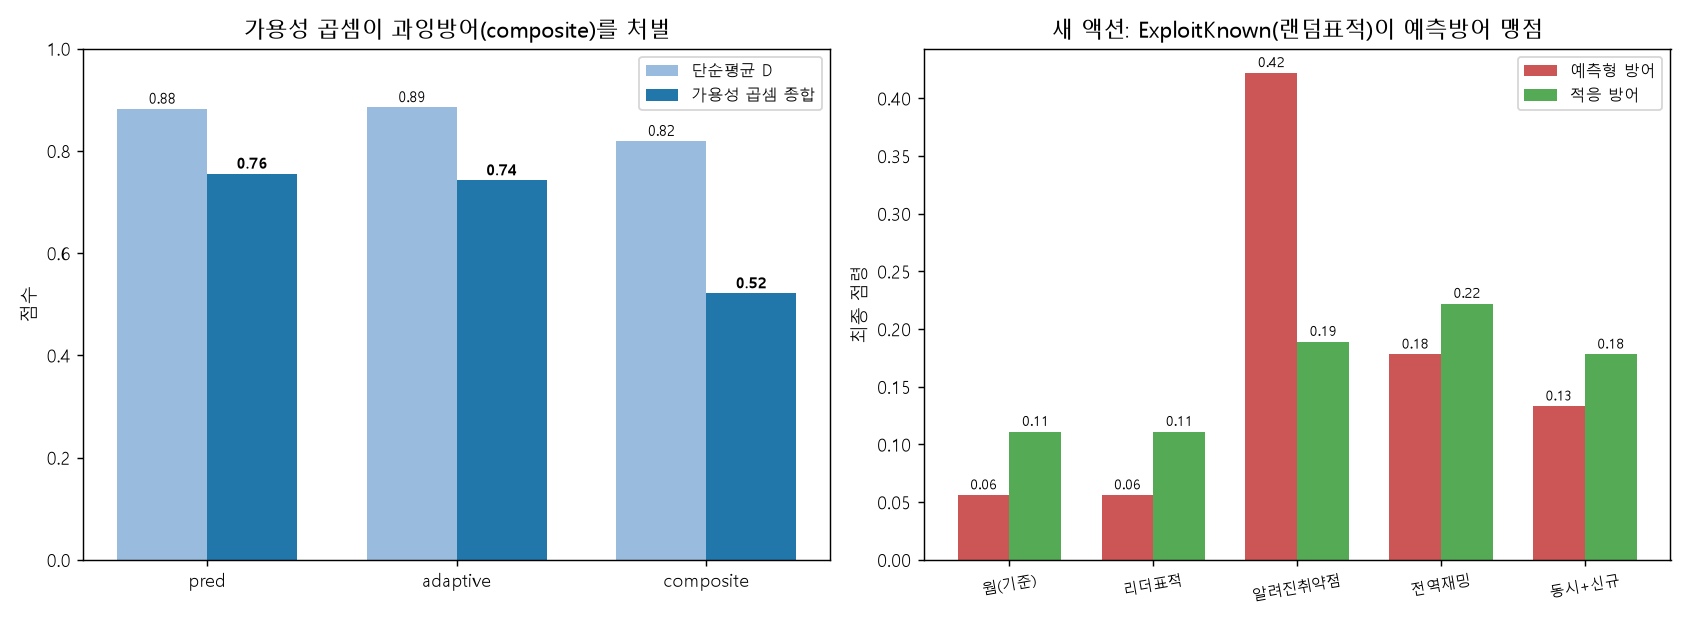 가용성 곱셈이 과잉방어(composite)를 처벌
점수
1.0
0.8
0.6
0.4
0.2
0.0
단순평균 D
가용성 곱셈 종합
0.88
0.76
0.89
0.74
0.82
0.52
pred
adaptive
composite
새 액션: ExploitKnown(랜덤표적)이 예측방어 맹점
최종 점령
0.40
0.35
0.30
0.25
0.20
0.15
0.10
0.05
0.00
예측형 방어
적응 방어
0.06
0.11
0.06
0.11
0.42
0.19
0.18
0.22
0.13
0.18
웜(기준)
리더표적
알려진취약점
전역재밍
동시+신규